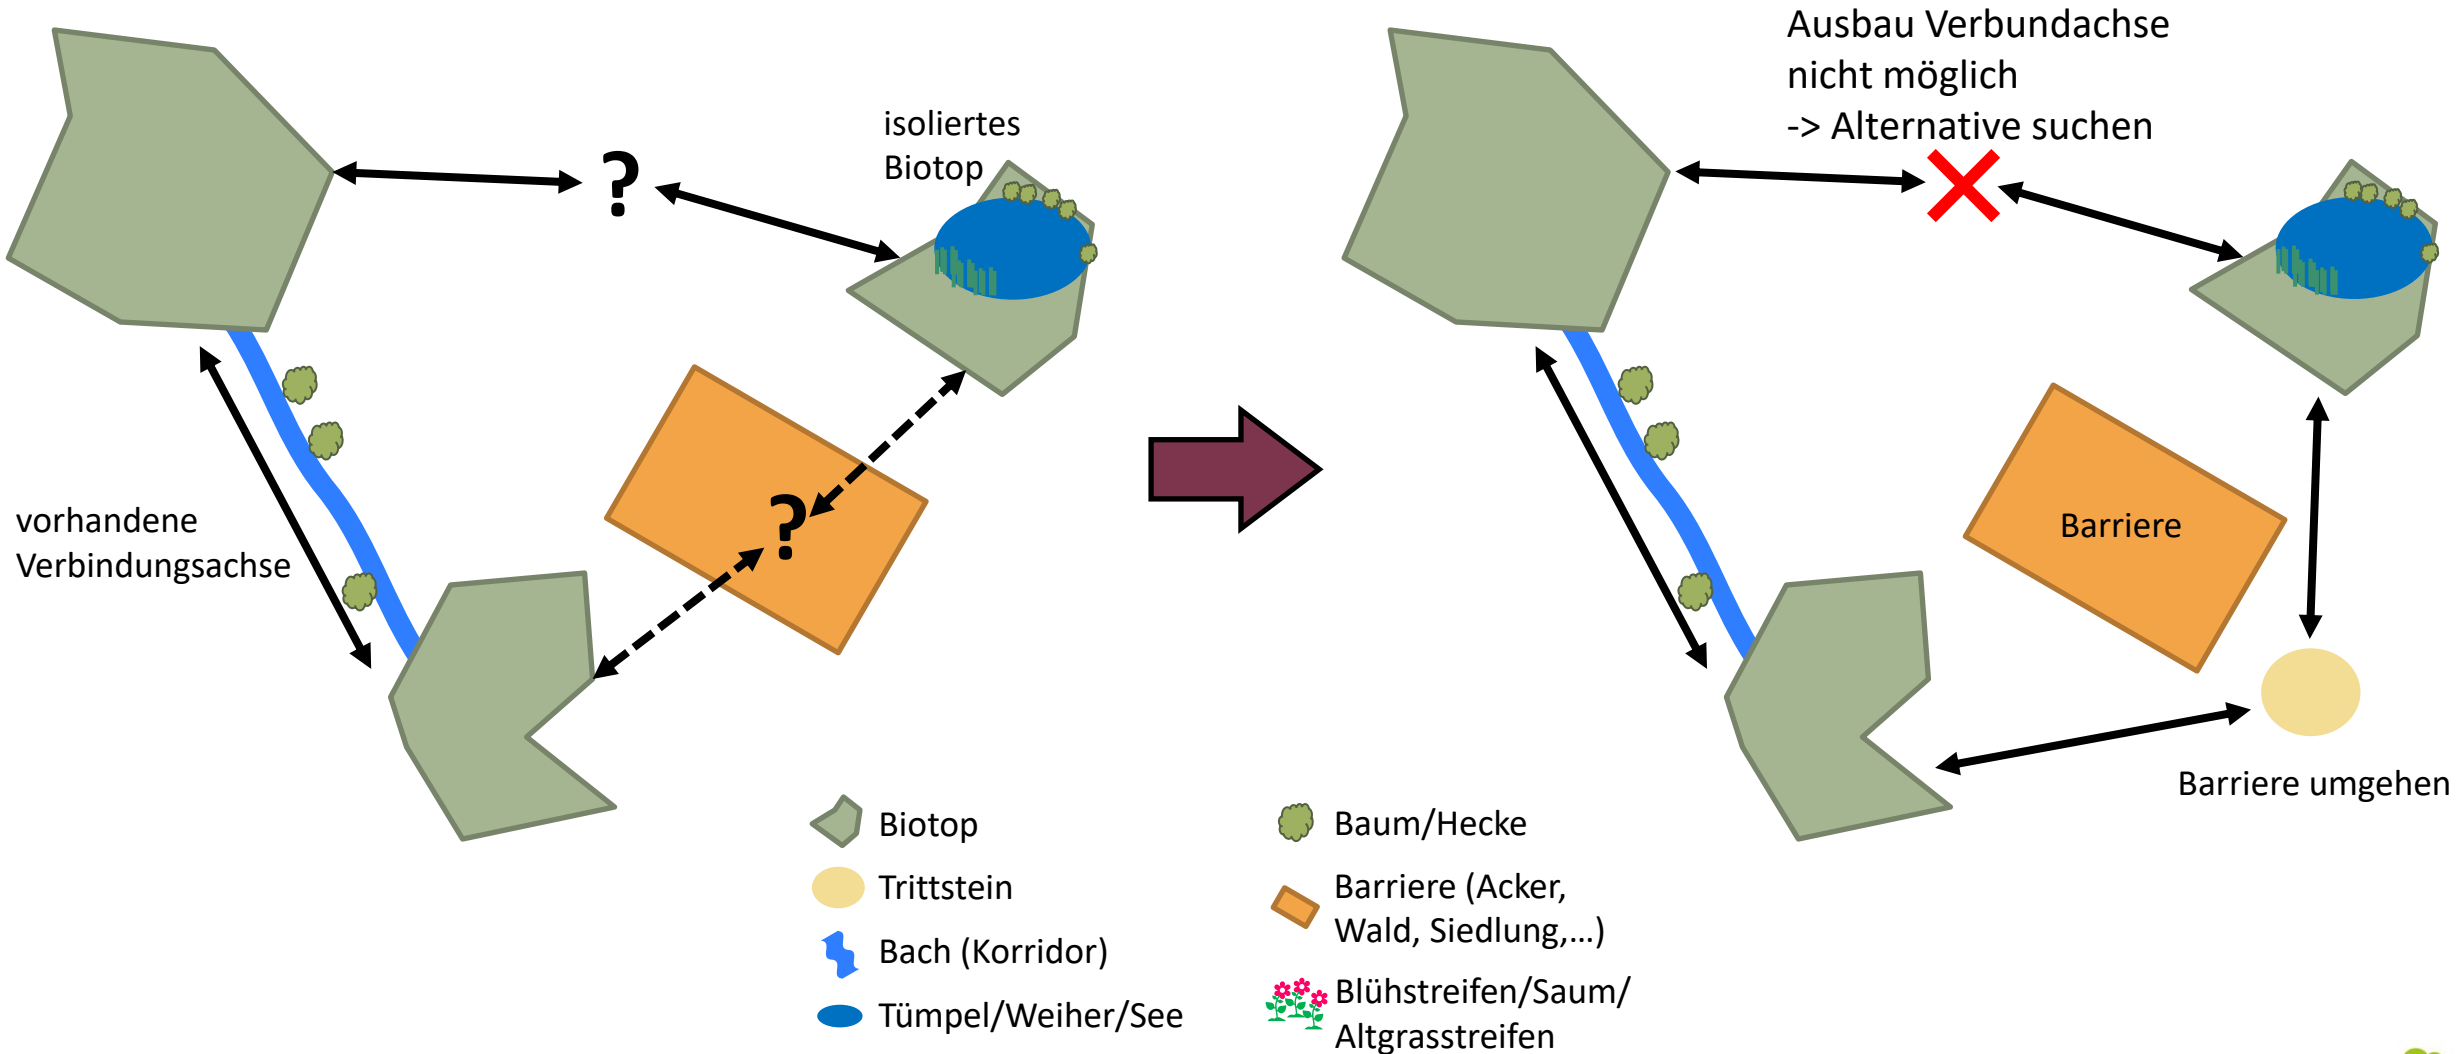 Ausbau Verbundachse
nicht möglich
-> Alternative suchen
isoliertes
Biotop
?
vorhandene
Verbindungsachse
?
Barriere
Barriere umgehen
Biotop
Trittstein
Bach (Korridor)
Tümpel/Weiher/See
Baum/Hecke
Barriere (Acker,
Wald, Siedlung,...)
Blühstreifen/Saum/
Altgrasstreifen